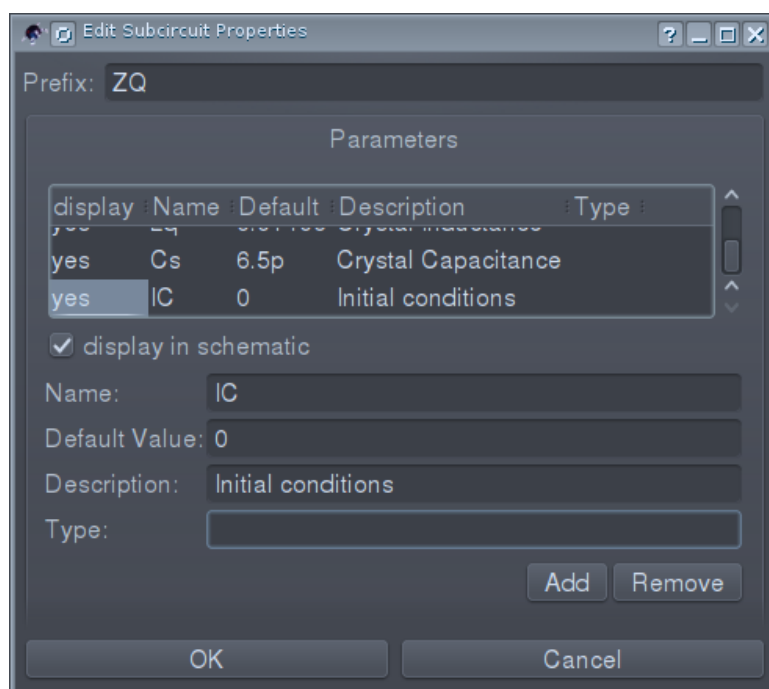 Edit Subcircuit Properties
Prefix: ZQ
Parameters
display Name Default Description Type
yes Cs 6.5p Crystal Capacitance
yes IC 0 Initial conditions
display in schematic
Name: IC
Default Value: 0
Description: Initial conditions
Type:
Add Remove
OK Cancel